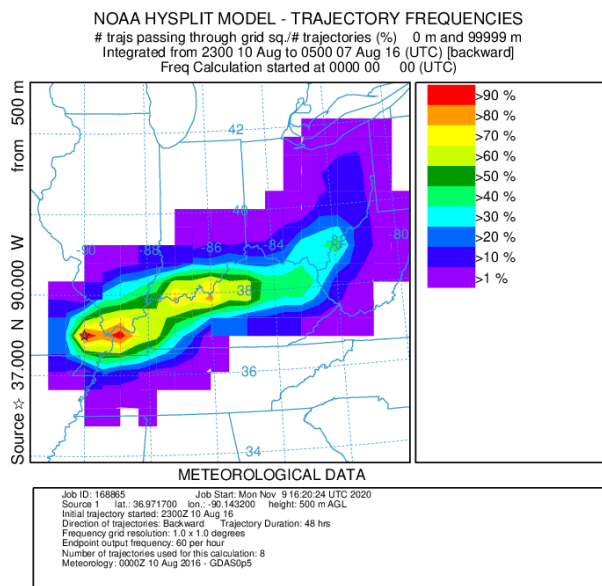 NOAA HYSPLIT MODEL - TRAJECTORY FREQUENCIES
# trajs passing through grid sq./# trajectories (%) 0 m and 99999 m
Integrated from 2300 10 Aug to 0500 07 Aug 16 (UTC) [backward]
Freq Calculation started at 0000 00 00 (UTC)
Source ☆ 37.000 N 90.000 W from 500 m
42
40
-90
-88
-86
-84
-82
-80
38
36
34
>90 %
>80 %
>70 %
>60 %
>50 %
>40 %
>30 %
>20 %
>10 %
>1 %
METEOROLOGICAL DATA
Job ID: 168865 Job Start: Mon Nov 9 16:20:24 UTC 2020
Source 1 lat.: 36.971700 lon.: -90.143200 height: 500 m AGL
Initial trajectory started: 2300Z 10 Aug 16
Direction of trajectories: Backward Trajectory Duration: 48 hrs
Frequency grid resolution: 1.0 x 1.0 degrees
Endpoint output frequency: 60 per hour
Number of trajectories used for this calculation: 8
Meteorology: 0000Z 10 Aug 2016 - GDAS0p5